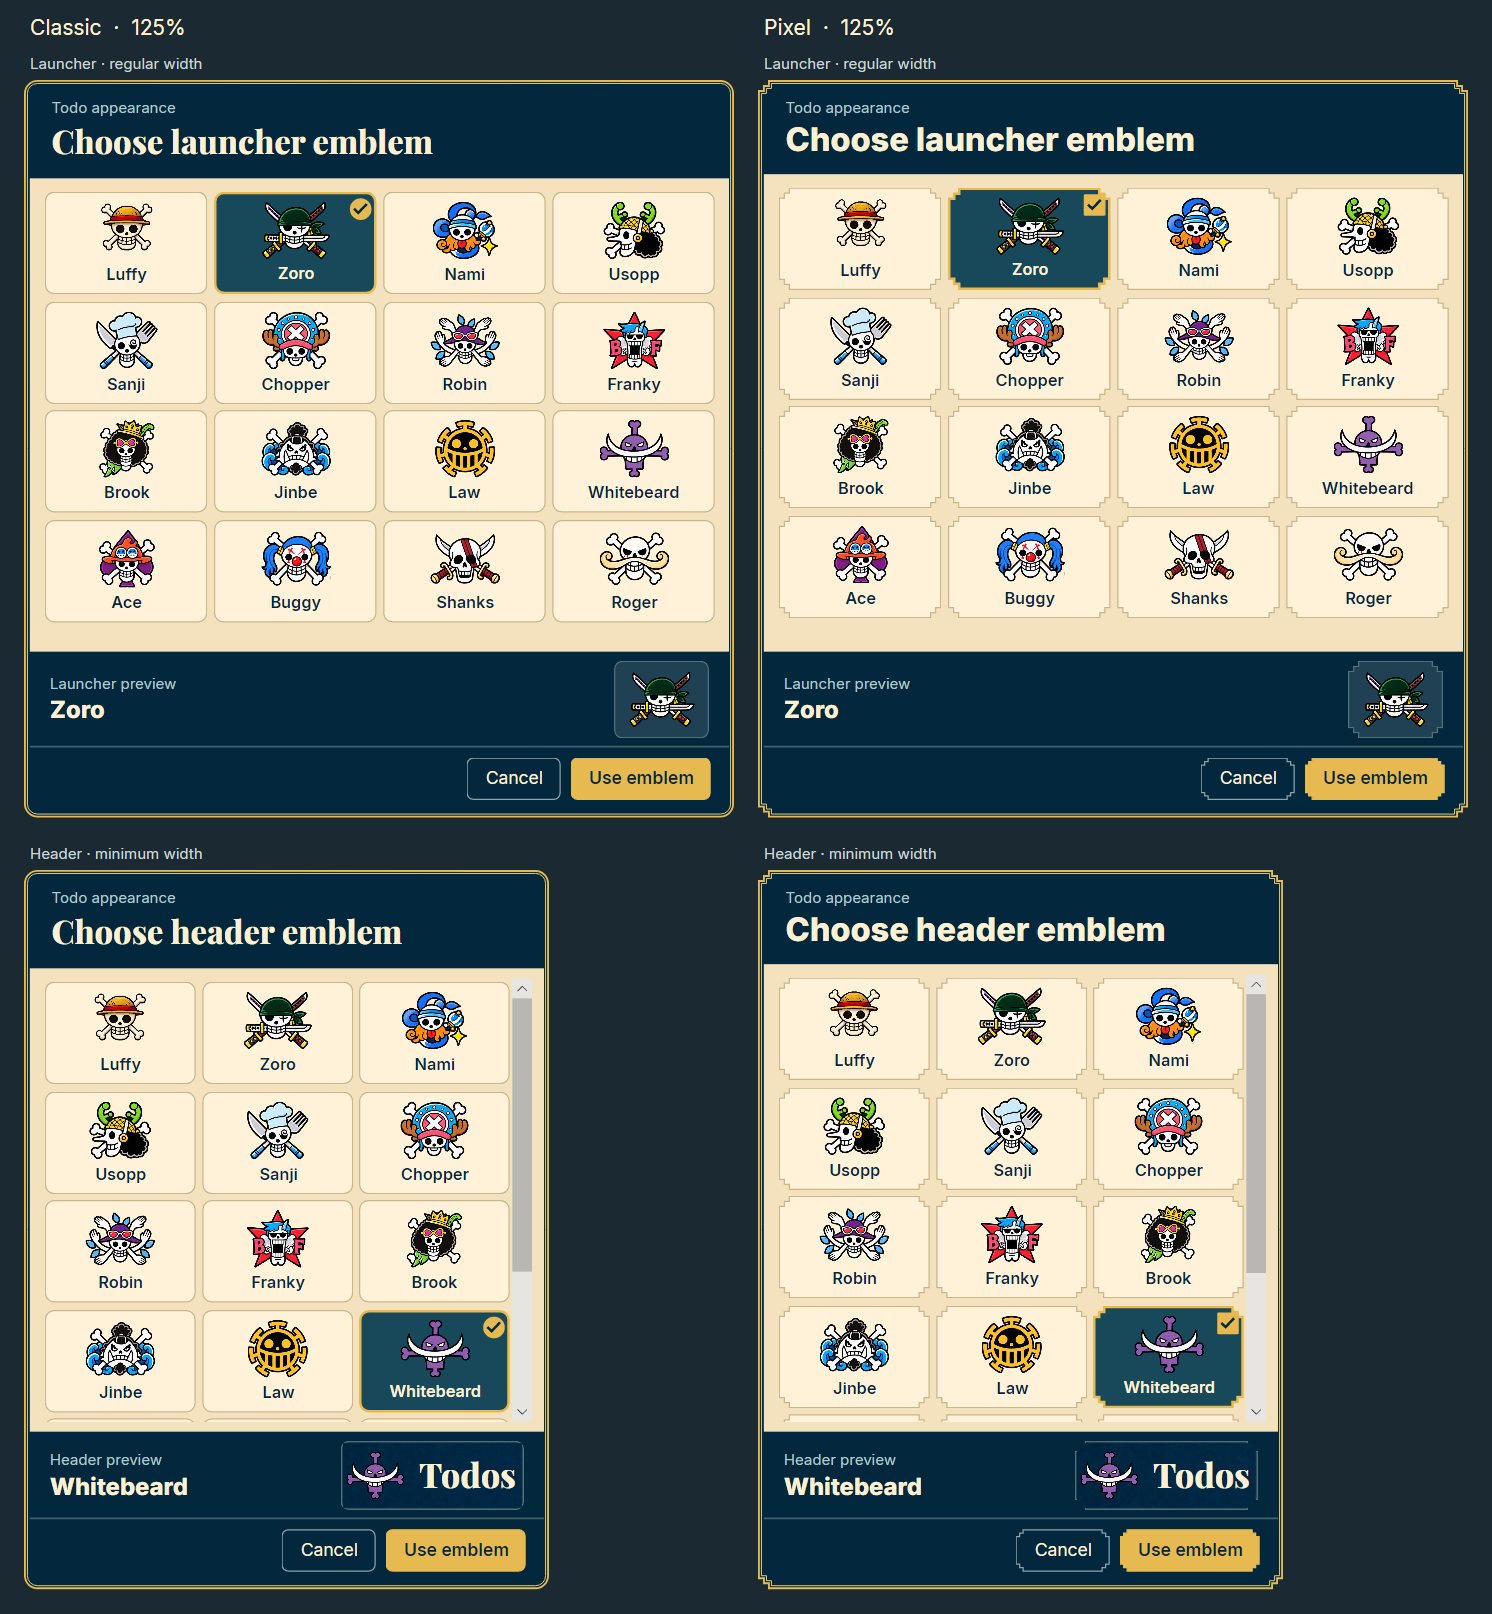 Classic · 125%
Launcher · regular width
Todo appearance
Choose launcher emblem
Luffy
Zoro
Nami
Usopp
Sanji
Chopper
Robin
B F
Franky
Brook
Jinbe
Law
Whitebeard
Ace
Buggy
Shanks
Roger
Launcher preview
Zoro
Cancel
Use emblem
Pixel · 125%
Launcher · regular width
Todo appearance
Choose launcher emblem
Luffy
Zoro
Nami
Usopp
Sanji
Chopper
Robin
B F
Franky
Brook
Jinbe
Law
Whitebeard
Ace
Buggy
Shanks
Roger
Launcher preview
Zoro
Cancel
Use emblem
Header · minimum width
Todo appearance
Choose header emblem
Luffy
Zoro
Nami
Usopp
Sanji
Chopper
Robin
B F
Franky
Brook
Jinbe
Law
Whitebeard
Header preview
Whitebeard
Todos
Cancel
Use emblem
Header · minimum width
Todo appearance
Choose header emblem
Luffy
Zoro
Nami
Usopp
Sanji
Chopper
Robin
B F
Franky
Brook
Jinbe
Law
Whitebeard
Header preview
Whitebeard
Todos
Cancel
Use emblem